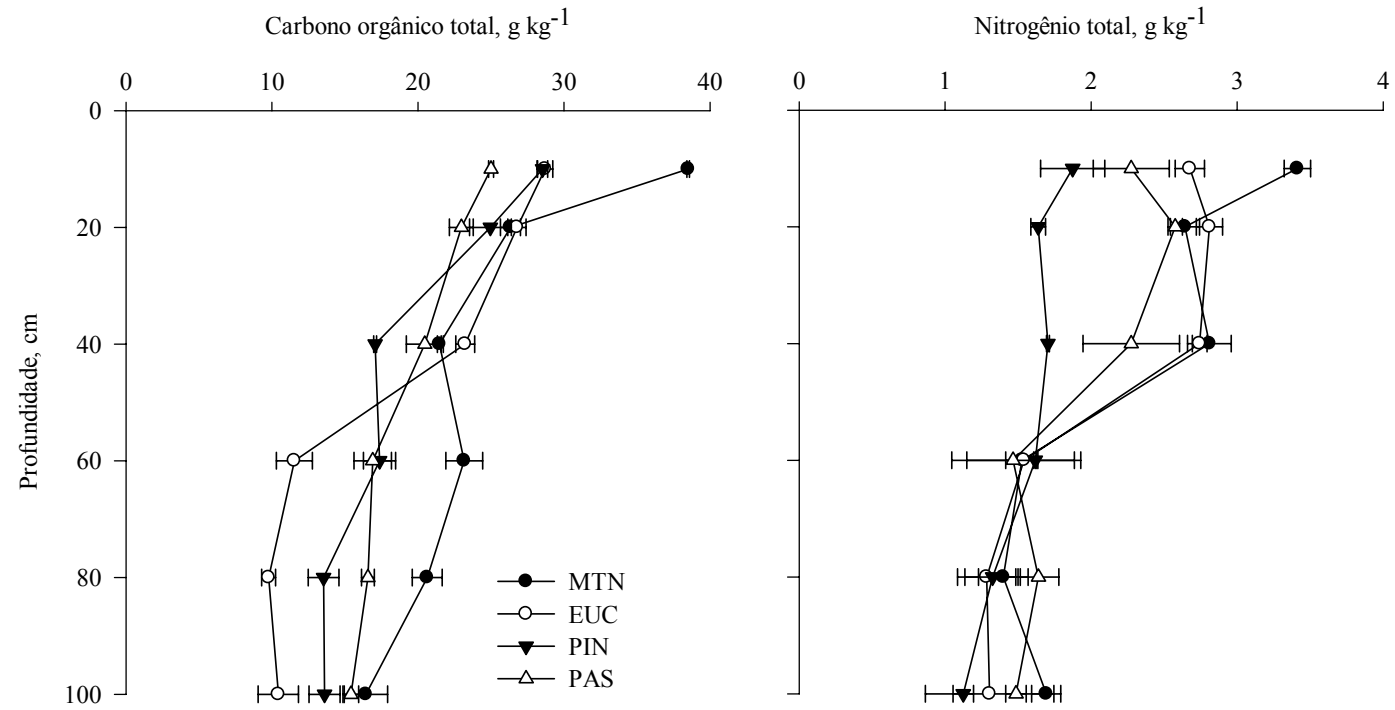 Carbono orgânico total, g kg-1
Nitrogênio total, g kg-1
0 10 20 30 40
0 1 2 3 4
0
20
40
60
80
100
Profundidade, cm
MTN
EUC
PIN
PAS